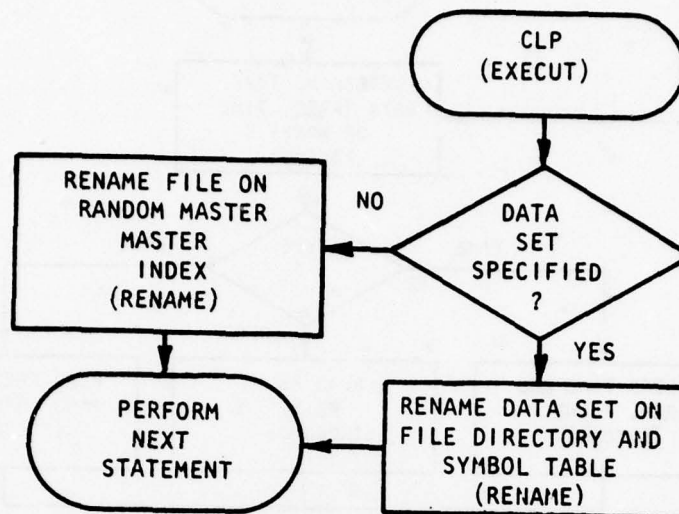 CLP
(EXECUT)
DATA
SET
SPECIFIED
?
NO
RENAME FILE ON
RANDOM MASTER
MASTER
INDEX
(RENAME)
YES
RENAME DATA SET ON
FILE DIRECTORY AND
SYMBOL TABLE
(RENAME)
PERFORM
NEXT
STATEMENT